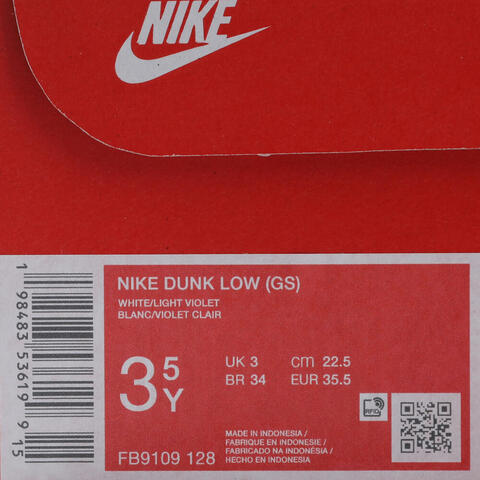 NIKE
NIKE DUNK LOW (GS)
WHITE/LIGHT VIOLET
BLANC/VIOLET CLAIR
3 5 Y
UK 3 cm 22.5
BR 34 EUR 35.5
RFID
MADE IN INDONESIA /
FABRIQUE EN INDONESIE /
FABRICADO NA INDONÉSIA /
HECHO EN INDONESIA
FB9109 128
1 98483 53619 9 15